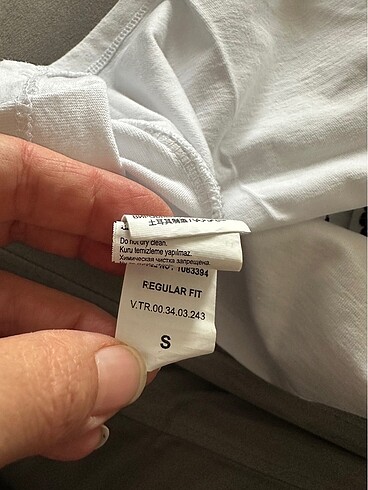 Do not dry clean.
Kuru temizleme yapılmaz.
Химическая чистка запрещена.
1083394
REGULAR FIT
V.TR.00.34.03.243
S